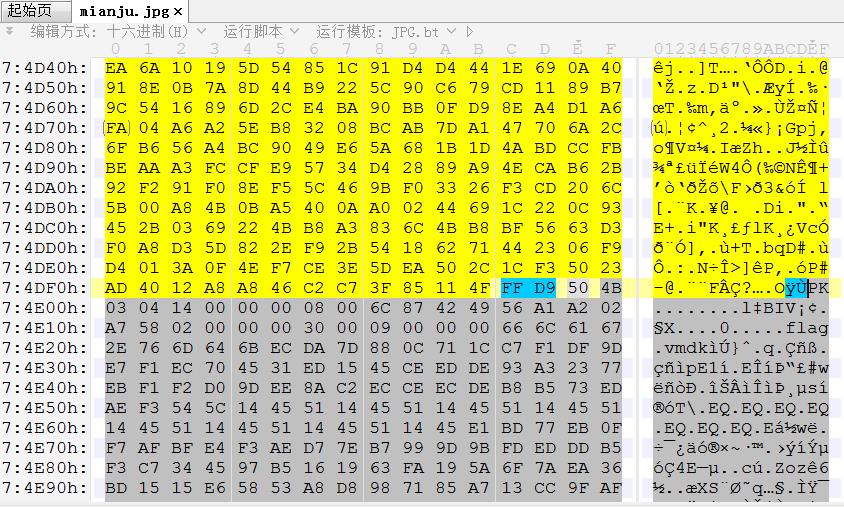 起始页 mianju.jpg ×
编辑方式: 十六进制(H) 运行脚本 运行模板: JPG.bt
0 1 2 3 4 5 6 7 8 9 A B C D E F 0123456789ABCDEF
7:4D40h: EA 6A 10 19 5D 54 85 1C 91 D4 D4 44 1E 69 0A 40 êj..]T….‘ÔÔD.i.@
7:4D50h: 91 8E 0B 7A 8D 44 B9 22 5C 90 C6 79 CD 11 89 B7 ‘Ž.z.D¹"\.ÆyÍ.‰·
7:4D60h: 9C 54 16 89 6D 2C E4 BA 90 BB 0F D9 8E A4 D1 A6 œT.‰m,äº.».ÙŽ¤Ñ¦
7:4D70h: FA 04 A6 A2 5E B8 32 08 BC AB 7D A1 47 70 6A 2C ú.¦¢^¸2.¼«}¡Gpj,
7:4D80h: 6F B6 56 A4 BC 49 E6 5A 68 1B 1D 4A BD CC FB o¶V¤¼.IæZh..J½Ìû
7:4D90h: BE AA A3 FC CF E9 57 34 D4 28 89 A9 4E CA B6 2B ¾ª£üÏéW4Ô(‰©NÊ¶+
7:4DA0h: 92 F2 91 F0 8E F5 5C 46 9B F0 33 26 F3 CD 20 6C ’ò‘ðŽõ\F›ð3&óÍ l
7:4DB0h: 5B 00 A8 4B 0B A5 40 0A A0 02 44 69 1C 22 0C 93 [.¨K.¥@. .Di.".“
7:4DC0h: 45 2B 03 69 22 4B B8 A3 83 6C 4B B8 BF 56 63 D3 E+.i"K¸£ƒlK¸¿VcÓ
7:4DD0h: F0 A8 D3 5D 82 2E F9 2B 54 18 62 71 44 23 06 F9 ð¨Ó]‚.ù+T.bqD#.ù
7:4DE0h: D4 01 3A 0F 4E F7 CE 3E 5D EA 50 2C 1C F3 50 23 Ô.:.N÷Î>]êP,.óP#
7:4DF0h: AD 40 12 A8 A8 46 C2 C7 3F 85 11 4F FF D9 50 4B -@.¨¨FÂÇ?….OÿÙPK
7:4E00h: 03 04 14 00 00 00 08 00 6C 87 42 49 56 A1 A2 02 ........l‡BIV¡¢.
7:4E10h: A7 58 02 00 00 00 30 00 09 00 00 00 66 6C 61 67 §X....0.....flag
7:4E20h: 2E 76 6D 64 6B EC DA 7D 88 0C 71 1C C7 F1 DF 9D .vmdkìÚ}ˆ.q.Çñß.
7:4E30h: E7 F1 EC 70 45 31 ED 15 45 CE ED DE 93 A3 23 77 çñìpE1í.EÎíÞ“£#w
7:4E40h: EB F1 F2 D0 9D EE 8A C2 EC CE EC DE B8 B5 73 ED ëñòÐ.îŠÂìÎìÞ¸µsí
7:4E50h: AE F3 54 5C 14 45 51 14 45 51 14 45 51 14 45 51 ®óT\.EQ.EQ.EQ.EQ
7:4E60h: 14 45 51 14 45 51 14 45 51 14 45 E1 BD 77 EB 0F .EQ.EQ.EQ.Eá½wë.
7:4E70h: F7 AF BF E4 F3 AE D7 7E B7 99 9D 9B FD ED DD B5 ÷¯¿äó®×~·™.›ýíÝµ
7:4E80h: F3 C7 34 45 97 B5 16 19 63 FA 19 5A 6F 7A EA 36 óÇ4E—µ..cú.Zozê6
7:4E90h: BD 15 15 E6 58 53 A8 D8 98 71 85 A7 13 CC 9F AF ½..æXS¨Ø˜q…§.ÌŸ¯